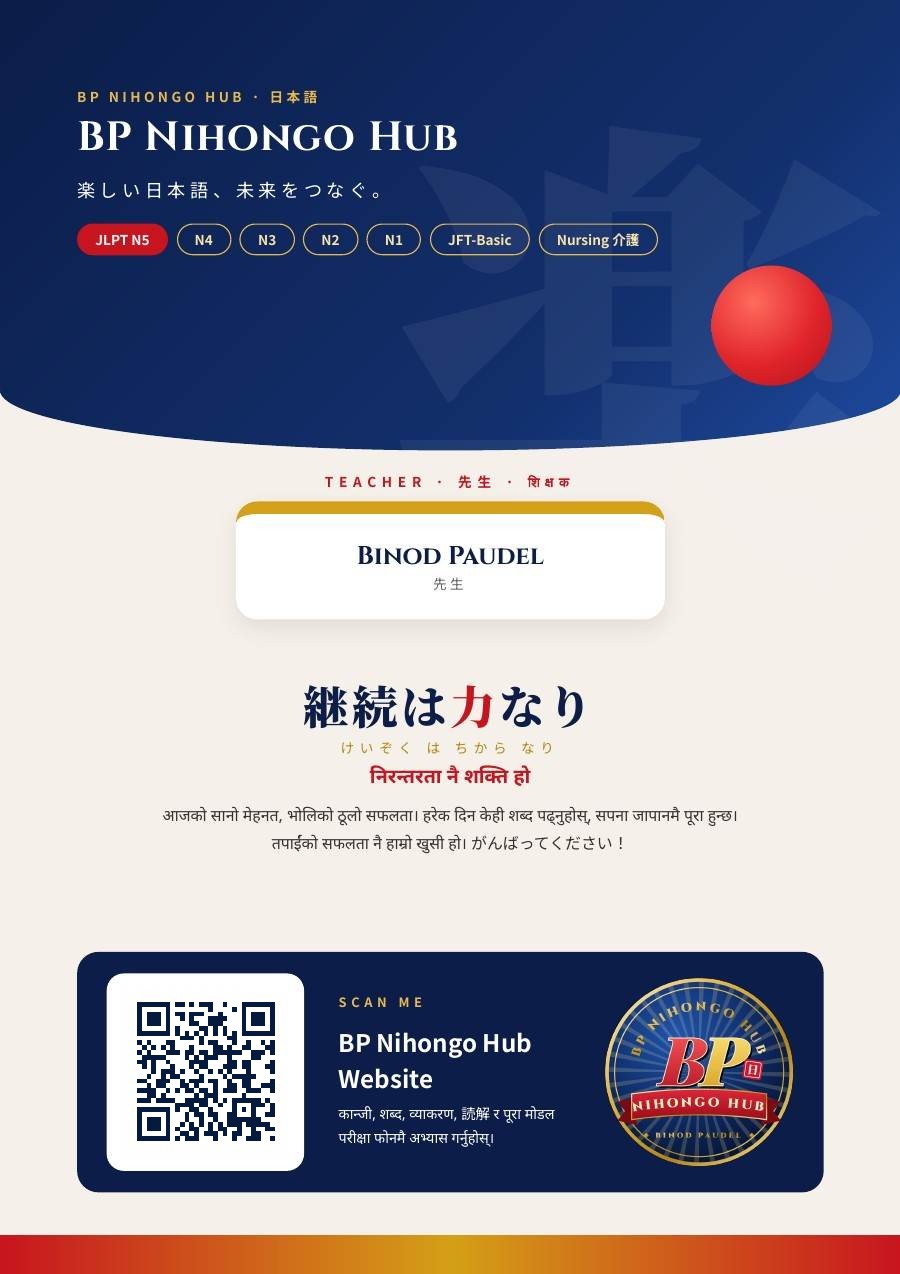 BP NIHONGO HUB · 日本語
BP NIHONGO HUB
楽しい日本語、未来をつなぐ。
JLPT N5 N4 N3 N2 N1 JFT-Basic Nursing 介護
TEACHER · 先生 · शिक्षक
BINOD PAUDEL
先生
継続は力なり
けいぞく は ちから なり
निरन्तरता नै शक्ति हो
आजको सानो मेहनत, भोलिको ठूलो सफलता। हरेक दिन केही शब्द पढ्नुहोस्, सपना जापानमै पूरा हुन्छ।
तपाईंको सफलता नै हाम्रो खुसी हो। がんばってください！
SCAN ME
BP Nihongo Hub
Website
कान्जी, शब्द, व्याकरण, 読解 र पूरा मोडल
परीक्षा फोनमै अभ्यास गर्नुहोस्।
BP NIHONGO HUB
BP
日
NIHONGO HUB
BINOD PAUDEL